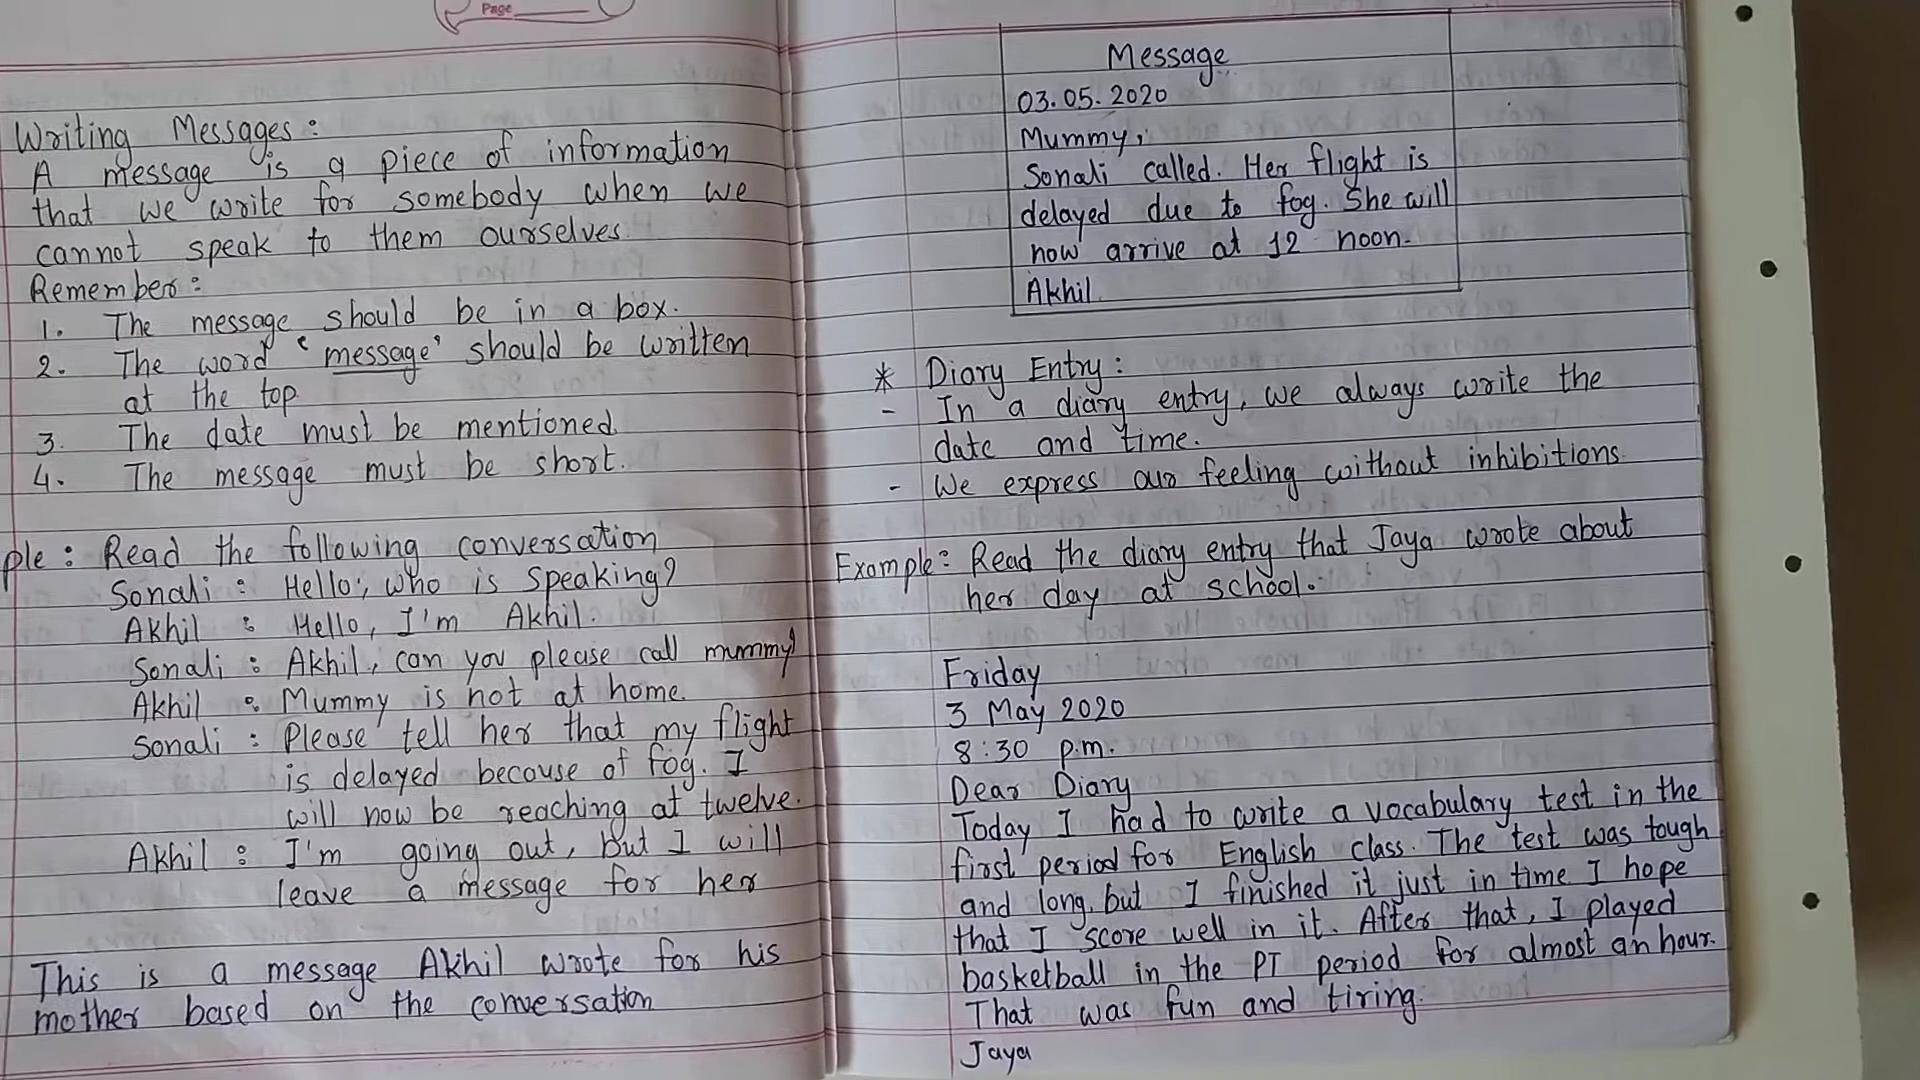 Page
Writing Messages:
A message is a piece of information
that we write for somebody when we
cannot speak to them ourselves.
Remember:
1. The message should be in a box.
2. The word 'message' should be written
at the top
3. The date must be mentioned.
4. The message must be short.
ple: Read the following conversation
Sonali: Hello, who is speaking?
Akhil: Hello, I'm Akhil.
Sonali: Akhil, can you please call mummy?
Akhil: Mummy is not at home.
Sonali: Please tell her that my flight
is delayed because of fog. I
will now be reaching at twelve.
Akhil: I'm going out, but I will
leave a message for her
This is a message Akhil wrote for his
mother based on the conversation
Message
03.05.2020
Mummy,
Sonali called. Her flight is
delayed due to fog. She will
now arrive at 12 noon.
Akhil
* Diary Entry:
- In a diary entry, we always write the
date and time.
- We express our feeling without inhibitions.
Example: Read the diary entry that Jaya wrote about
her day at school.
Friday
3 May 2020
8:30 p.m.
Dear Diary
Today I had to write a vocabulary test in the
first period for English class. The test was tough
and long, but I finished it just in time I hope
that I score well in it. After that, I played
basketball in the PT period for almost an hour.
That was fun and tiring.
Jaya